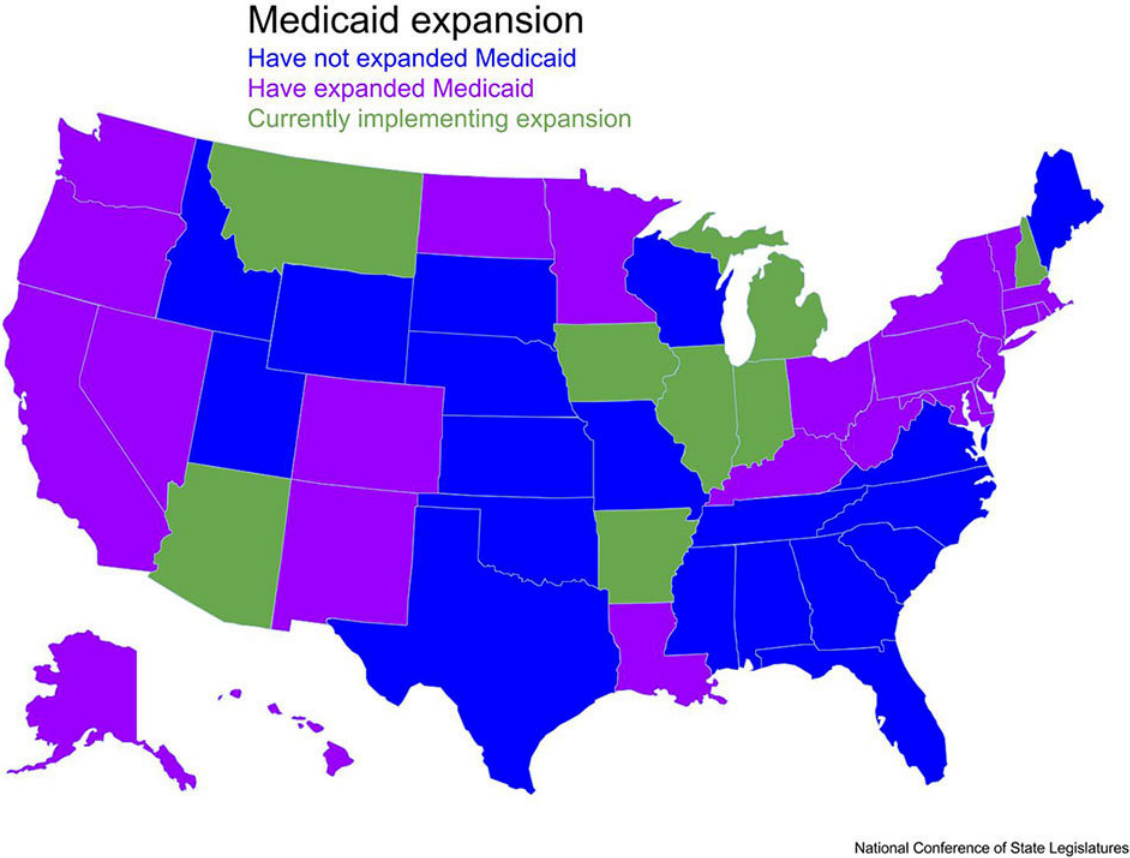 Medicaid expansion
Have not expanded Medicaid
Have expanded Medicaid
Currently implementing expansion
National Conference of State Legislatures